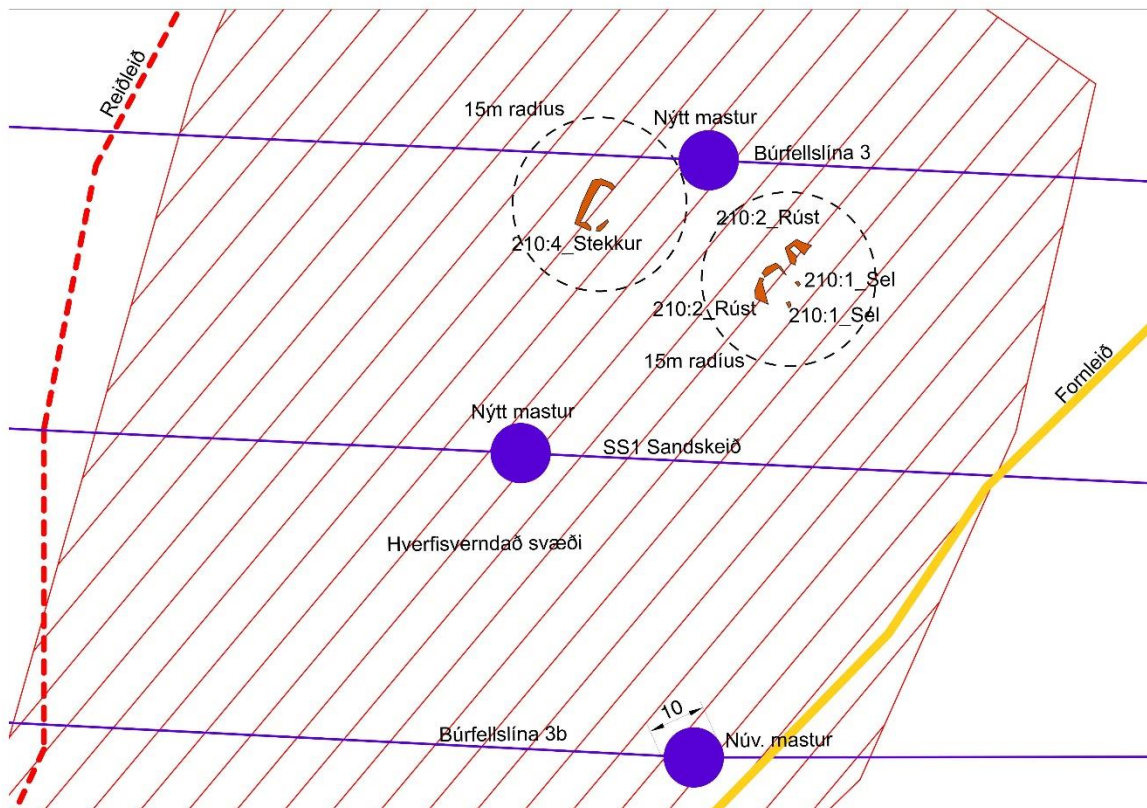 Reiðleið
15m radíus
Nýtt mastur
Búrfellslína 3
210:2_Rúst
210:4_Stekkur
210:1_Sel
210:2_Rúst
210:1_Sel
15m radíus
Fornleið
Nýtt mastur
SS1 Sandskeið
Hverfisverndað svæði
10
Búrfellslína 3b
Núv. mastur